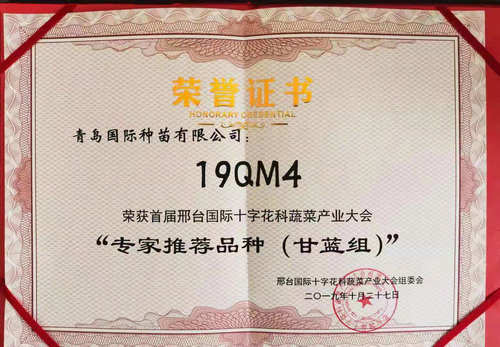 荣誉证书
HONORARY CREDENTIAL
青岛国际种苗有限公司：
19QM4
荣获首届邢台国际十字花科蔬菜产业大会
“专家推荐品种（甘蓝组）”
邢台国际十字花科蔬菜产业大会组委会
二〇一九年十月二十七日